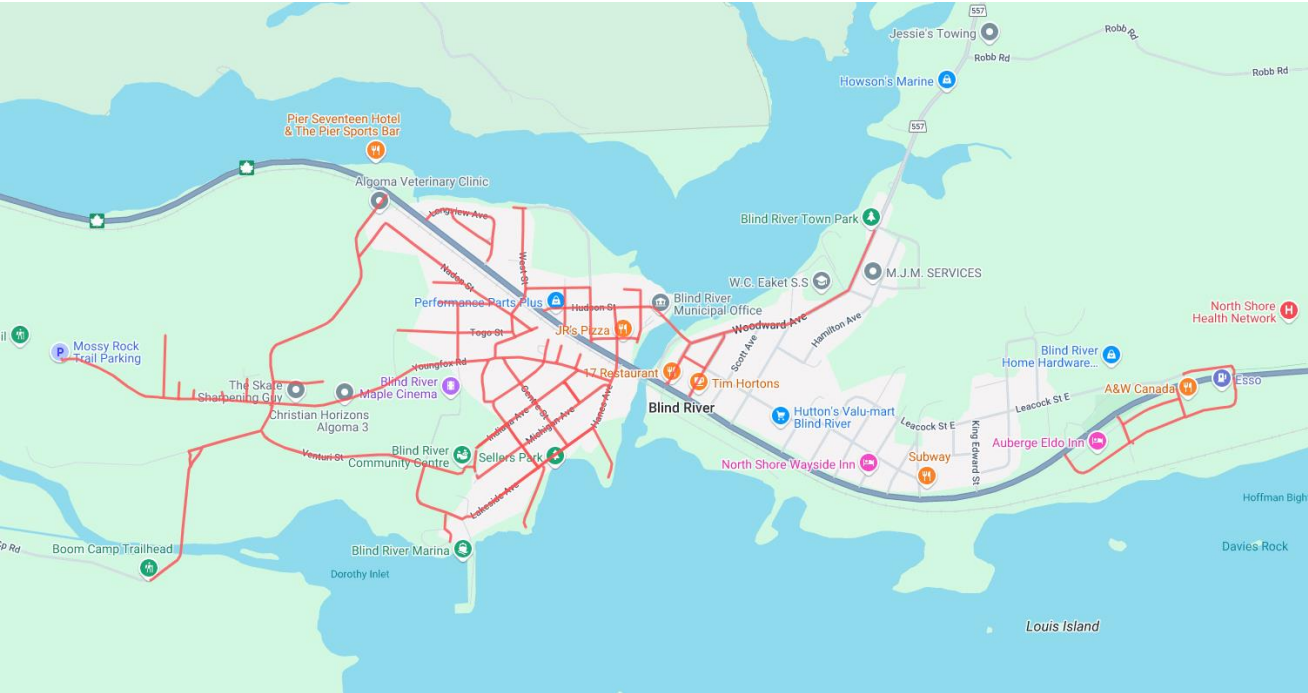 557
Jessie's Towing
Robb Rd
Robb Rd
Robb Rd
Howson's Marine
557
Pier Seventeen Hotel
& The Pier Sports Bar
Algoma Veterinary Clinic
Longview Ave
Blind River Town Park
West St
Nadon St
W.C. Eaket S.S
M.J.M. SERVICES
Performance Parts Plus
Hudson St
Blind River
Municipal Office
North Shore
Health Network
H
JR's Pizza
Togo St
Woodward Ave
Hamilton Ave
Scott Ave
P
Mossy Rock
Trail Parking
Youngfox Rd
17 Restaurant
Blind River
Home Hardware...
Blind River
Maple Cinema
Tim Hortons
The Skate
Sharpening Guy
Christian Horizons
Algoma 3
A&W Canada
Esso
Centre St
Hanes Ave
Blind River
Leacock St E
Hutton's Valu-mart
Blind River
Indiana Ave
Michigan Ave
Leacock St E
King Edward St
Auberge Eldo Inn
Venturi St
Blind River
Community Centre
Sellers Park
Subway
North Shore Wayside Inn
Lakeside Ave
Hoffman Bigh
Boom Camp Trailhead
Blind River Marina
Davies Rock
Dorothy Inlet
Louis Island